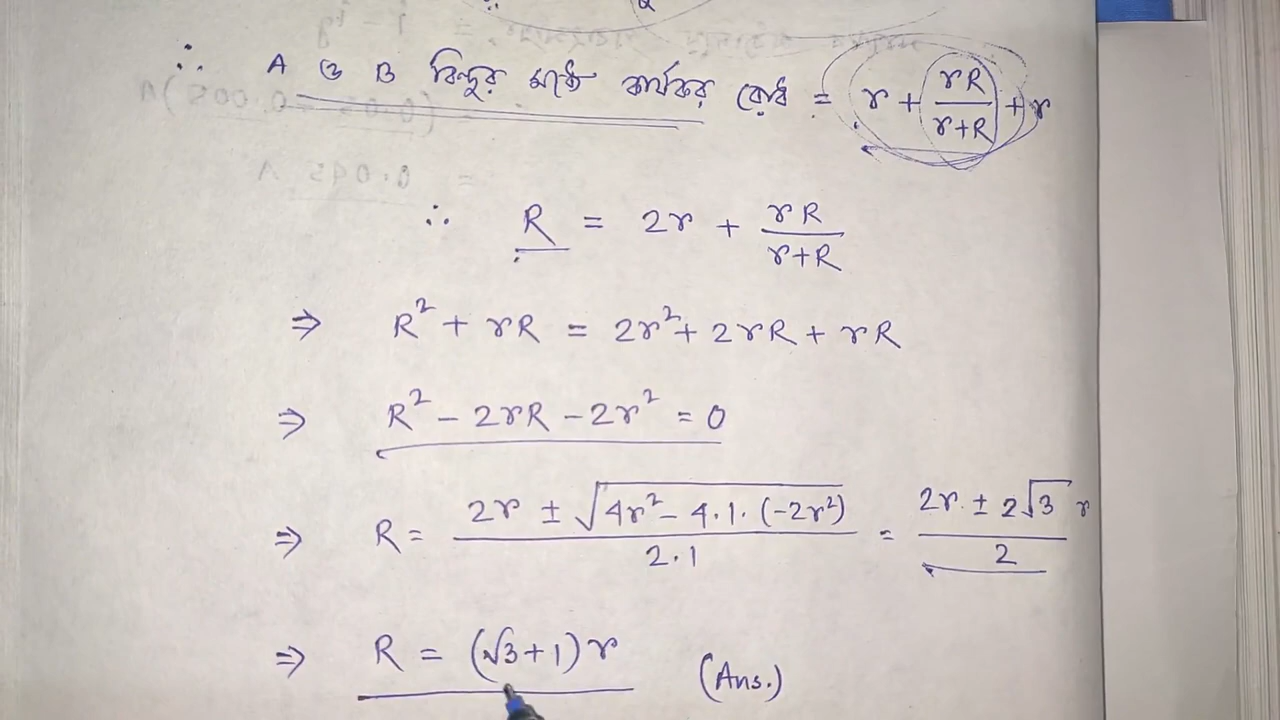 ∴ A ও B বিন্দুর মধ্যে কার্যকর রোধ = r + rR/(r+R) + r
∴ R = 2r + rR/(r+R)
⇒ R² + rR = 2r² + 2rR + rR
⇒ R² - 2rR - 2r² = 0
⇒ R = (2r ± √(4r² - 4.1.(-2r²)))/(2.1) = (2r ± 2√3 r)/2
⇒ R = (√3+1)r (Ans.)